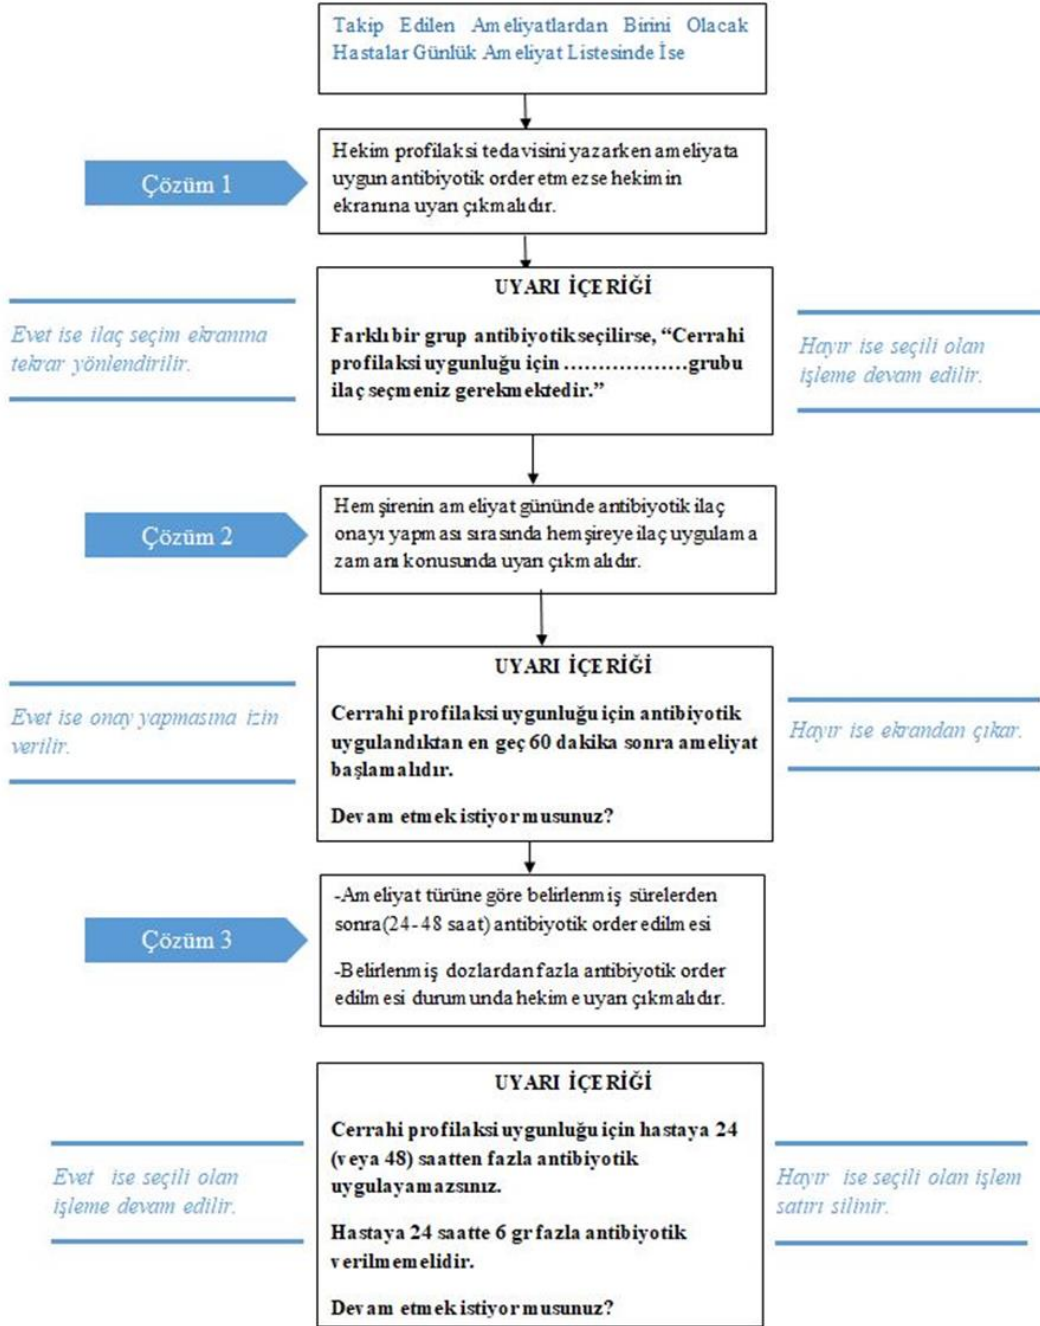 Takip Edilen Ameliyatlardan Birini Olacak
Hastalar Günlük Ameliyat Listesinde İse
Çözüm 1
Hekim profilaksi tedavisini yazarken ameliyata
uygun antibiyotik order etmezse hekimin
ekranına uyarı çıkmalıdır.
UYARI İÇERİĞİ
Farklı bir grup antibiyotik seçilirse, “Cerrahi
profilaksi uygunluğu için ………………grubu
ilaç seçmeniz gerekmektedir.”
Evet ise ilaç seçim ekranına
tekrar yönlendirilir.
Hayır ise seçili olan
işleme devam edilir.
Çözüm 2
Hemşirenin ameliyat gününde antibiyotik ilaç
onayı yapması sırasında hemşireye ilaç uygulama
zamanı konusunda uyarı çıkmalıdır.
UYARI İÇERİĞİ
Cerrahi profilaksi uygunluğu için antibiyotik
uygulandıktan en geç 60 dakika sonra ameliyat
başlamalıdır.
Devam etmek istiyor musunuz?
Evet ise onay yapmasına izin
verilir.
Hayır ise ekrandan çıkar.
Çözüm 3
-Ameliyat türüne göre belirlenmiş sürelerden
sonra(24-48 saat) antibiyotik order edilmesi
-Belirlenmiş dozlardan fazla antibiyotik order
edilmesi durumunda hekime uyarı çıkmalıdır.
UYARI İÇERİĞİ
Cerrahi profilaksi uygunluğu için hastaya 24
(veya 48) saatten fazla antibiyotik
uygulayamazsınız.
Hastaya 24 saatte 6 gr fazla antibiyotik
verilmemelidir.
Devam etmek istiyor musunuz?
Evet ise seçili olan
işleme devam edilir.
Hayır ise seçili olan işlem
satırı silinir.